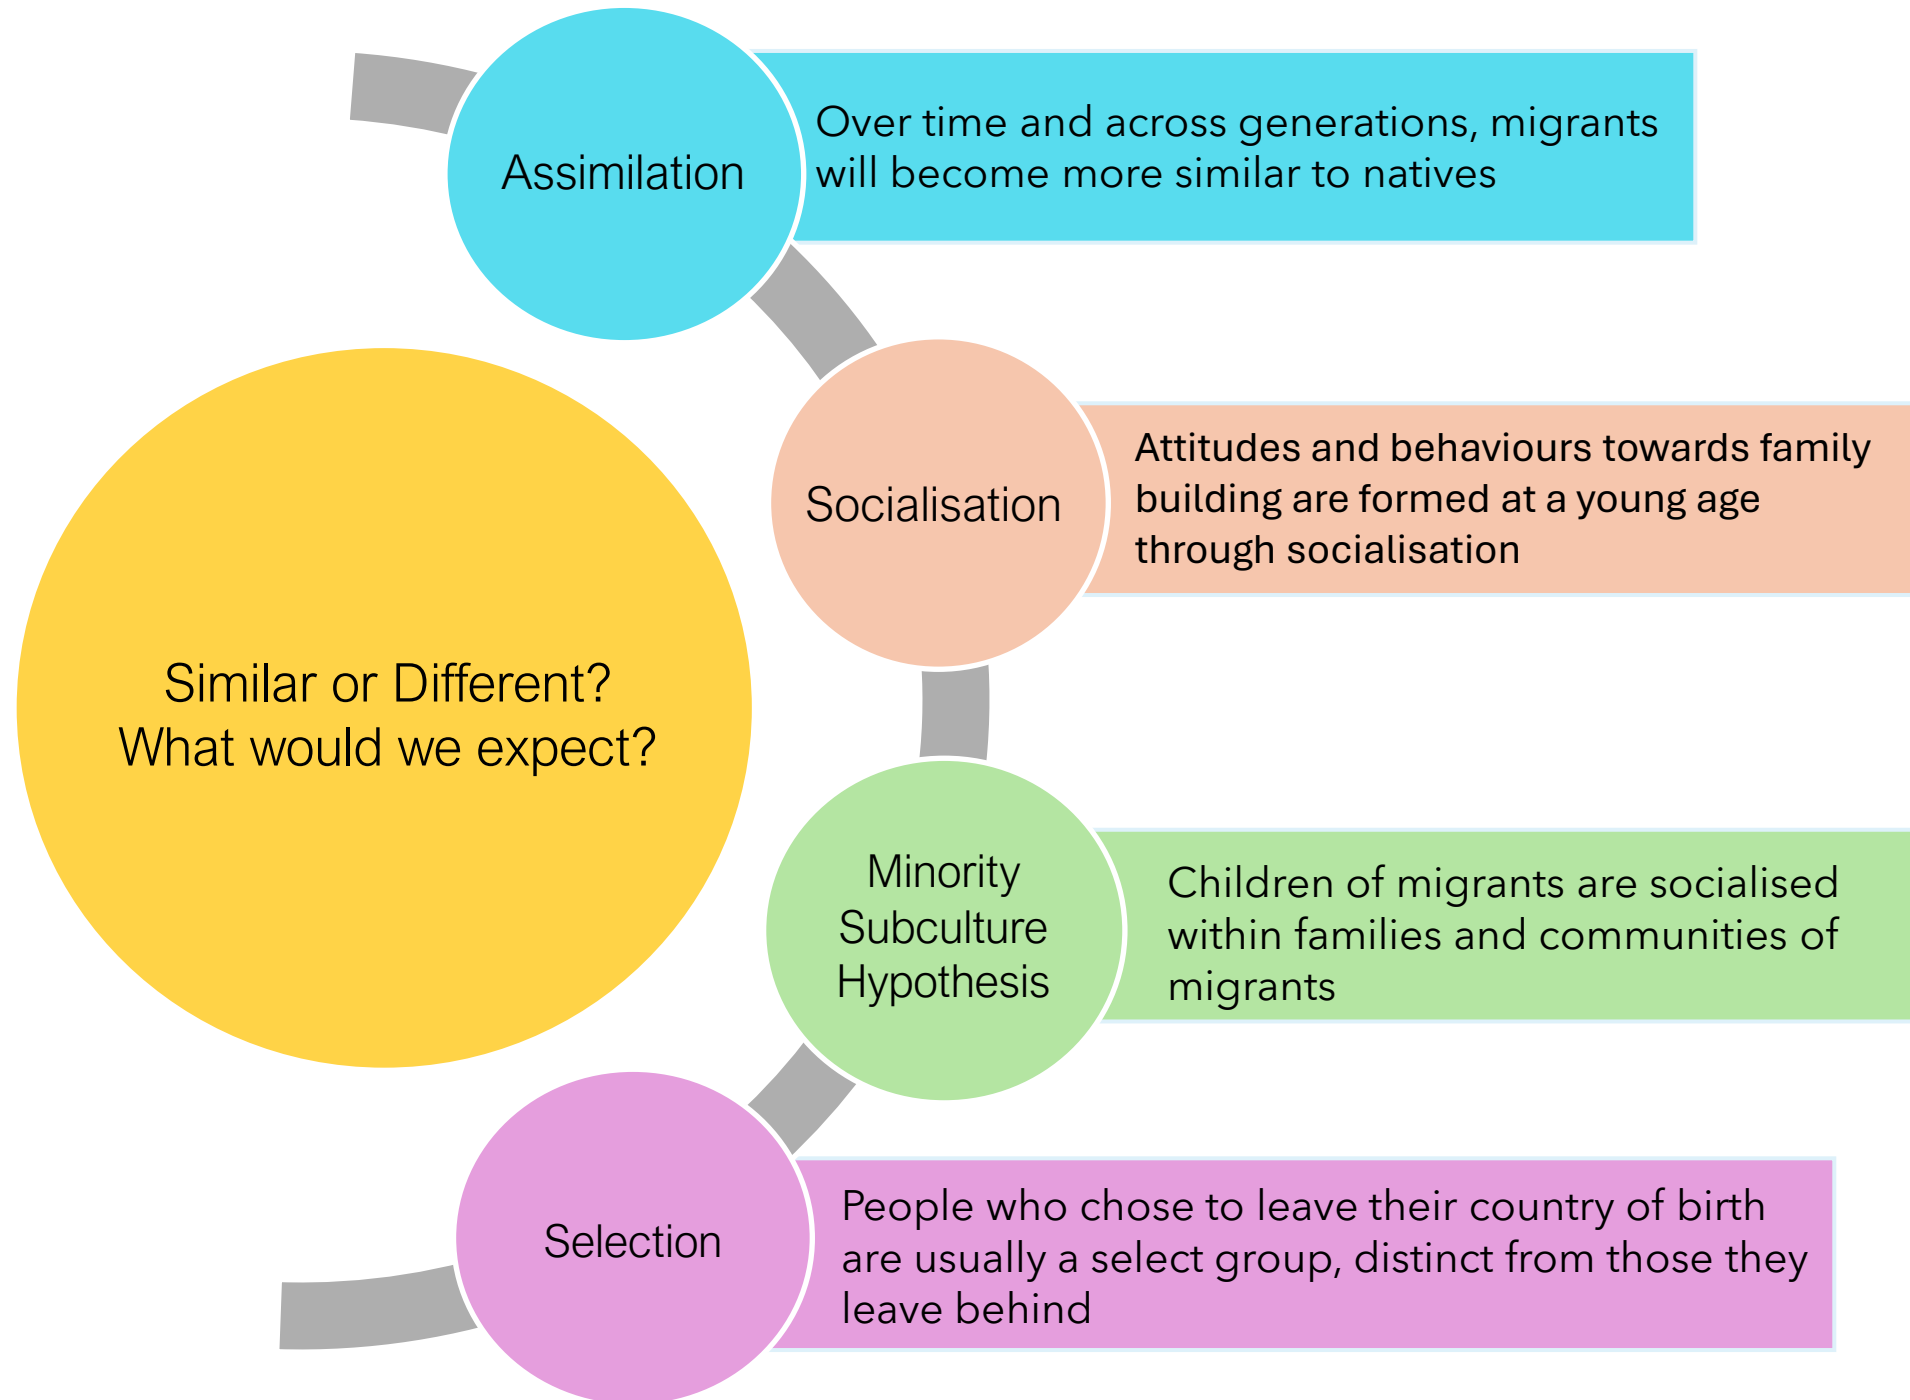 Assimilation
Over time and across generations, migrants
will become more similar to natives
Socialisation
Attitudes and behaviours towards family
building are formed at a young age
through socialisation
Similar or Different?
What would we expect?
Minority
Subculture
Hypothesis
Children of migrants are socialised
within families and communities of
migrants
Selection
People who chose to leave their country of birth
are usually a select group, distinct from those they
leave behind